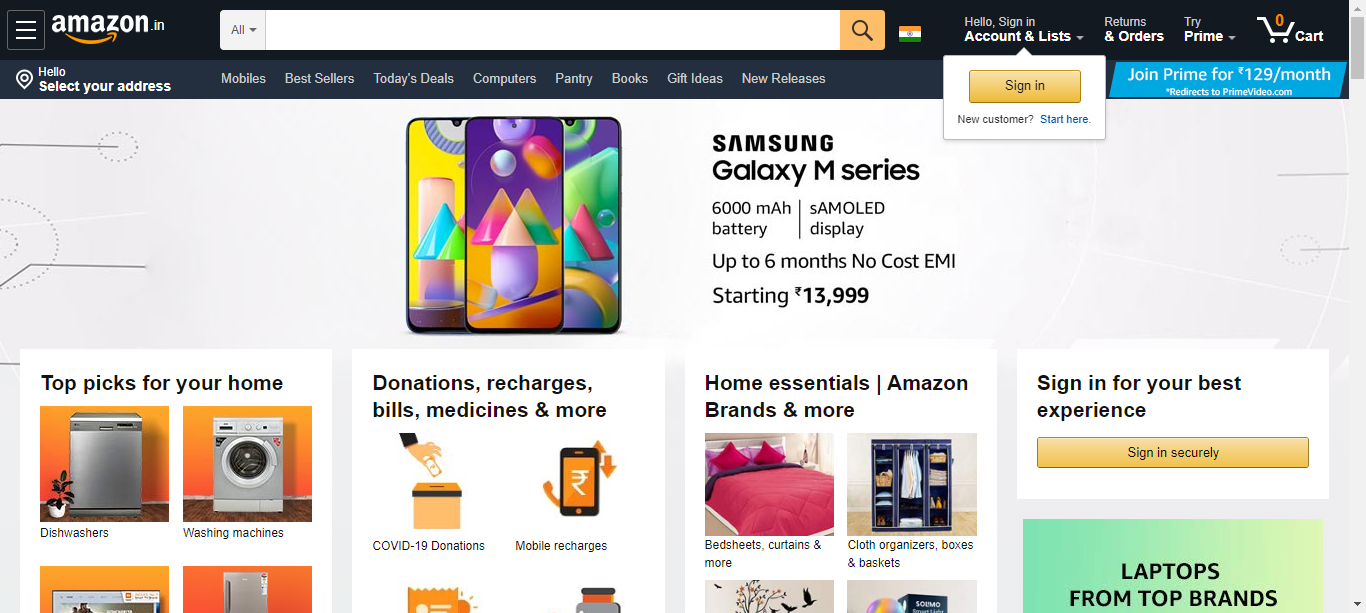 amazon.in
All
Hello, Sign in
Account & Lists
Returns
& Orders
Try
Prime
0
Cart
Hello
Select your address
Mobiles
Best Sellers
Today's Deals
Computers
Pantry
Books
Gift Ideas
New Releases
Join Prime for ₹129/month
*Redirects to PrimeVideo.com
Sign in
New customer? Start here.
SAMSUNG
Galaxy M series
6000 mAh
battery
sAMOLED
display
Up to 6 months No Cost EMI
Starting ₹13,999
Top picks for your home
Dishwashers
Washing machines
Donations, recharges,
bills, medicines & more
₹
COVID-19 Donations
Mobile recharges
Home essentials | Amazon
Brands & more
Bedsheets, curtains &
more
Cloth organizers, boxes
& baskets
SOLIMO
Sign in for your best
experience
Sign in securely
LAPTOPS
FROM TOP BRANDS